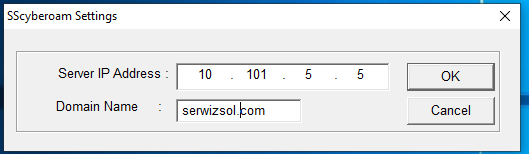 SScyberoam Settings
Server IP Address : 10 . 101 . 5 . 5 OK
Domain Name : serwizsol.com Cancel